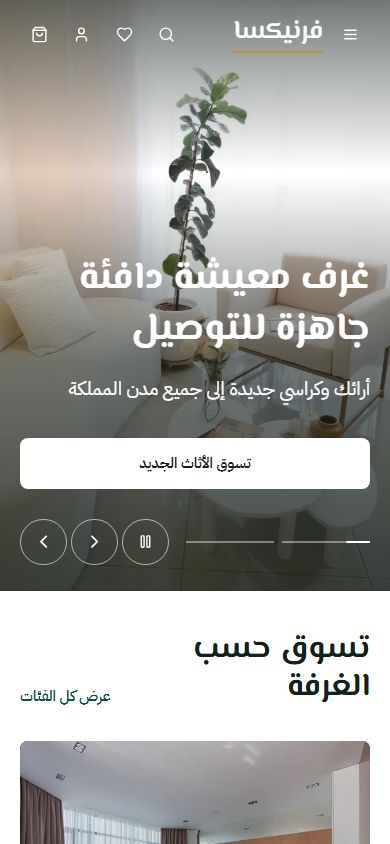 فرنيكسا
غرف معيشة دافئة
جاهزة للتوصيل
أرائك وكراسي جديدة إلى جميع مدن المملكة
تسوق الأثاث الجديد
تسوق حسب
الغرفة
عرض كل الفئات